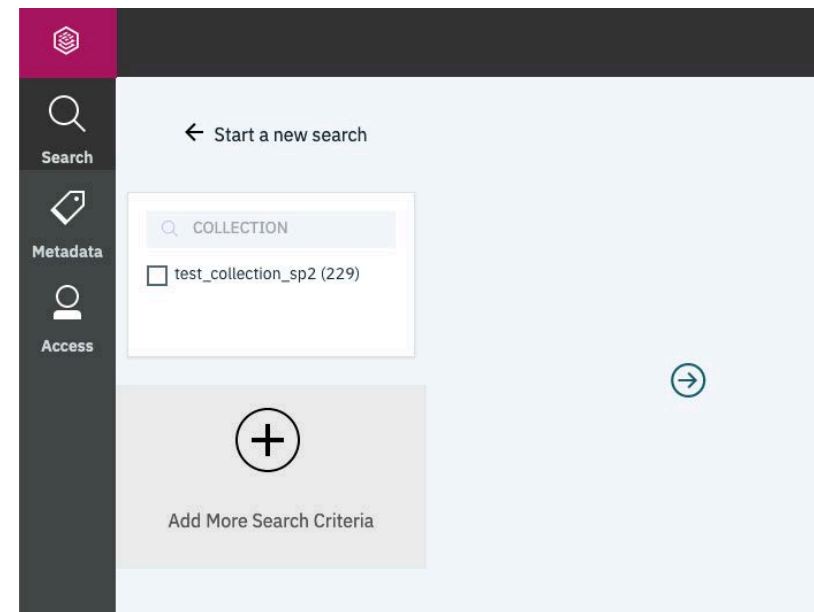 Search
Metadata
Access
Start a new search
COLLECTION
test_collection_sp2 (229)
Add More Search Criteria